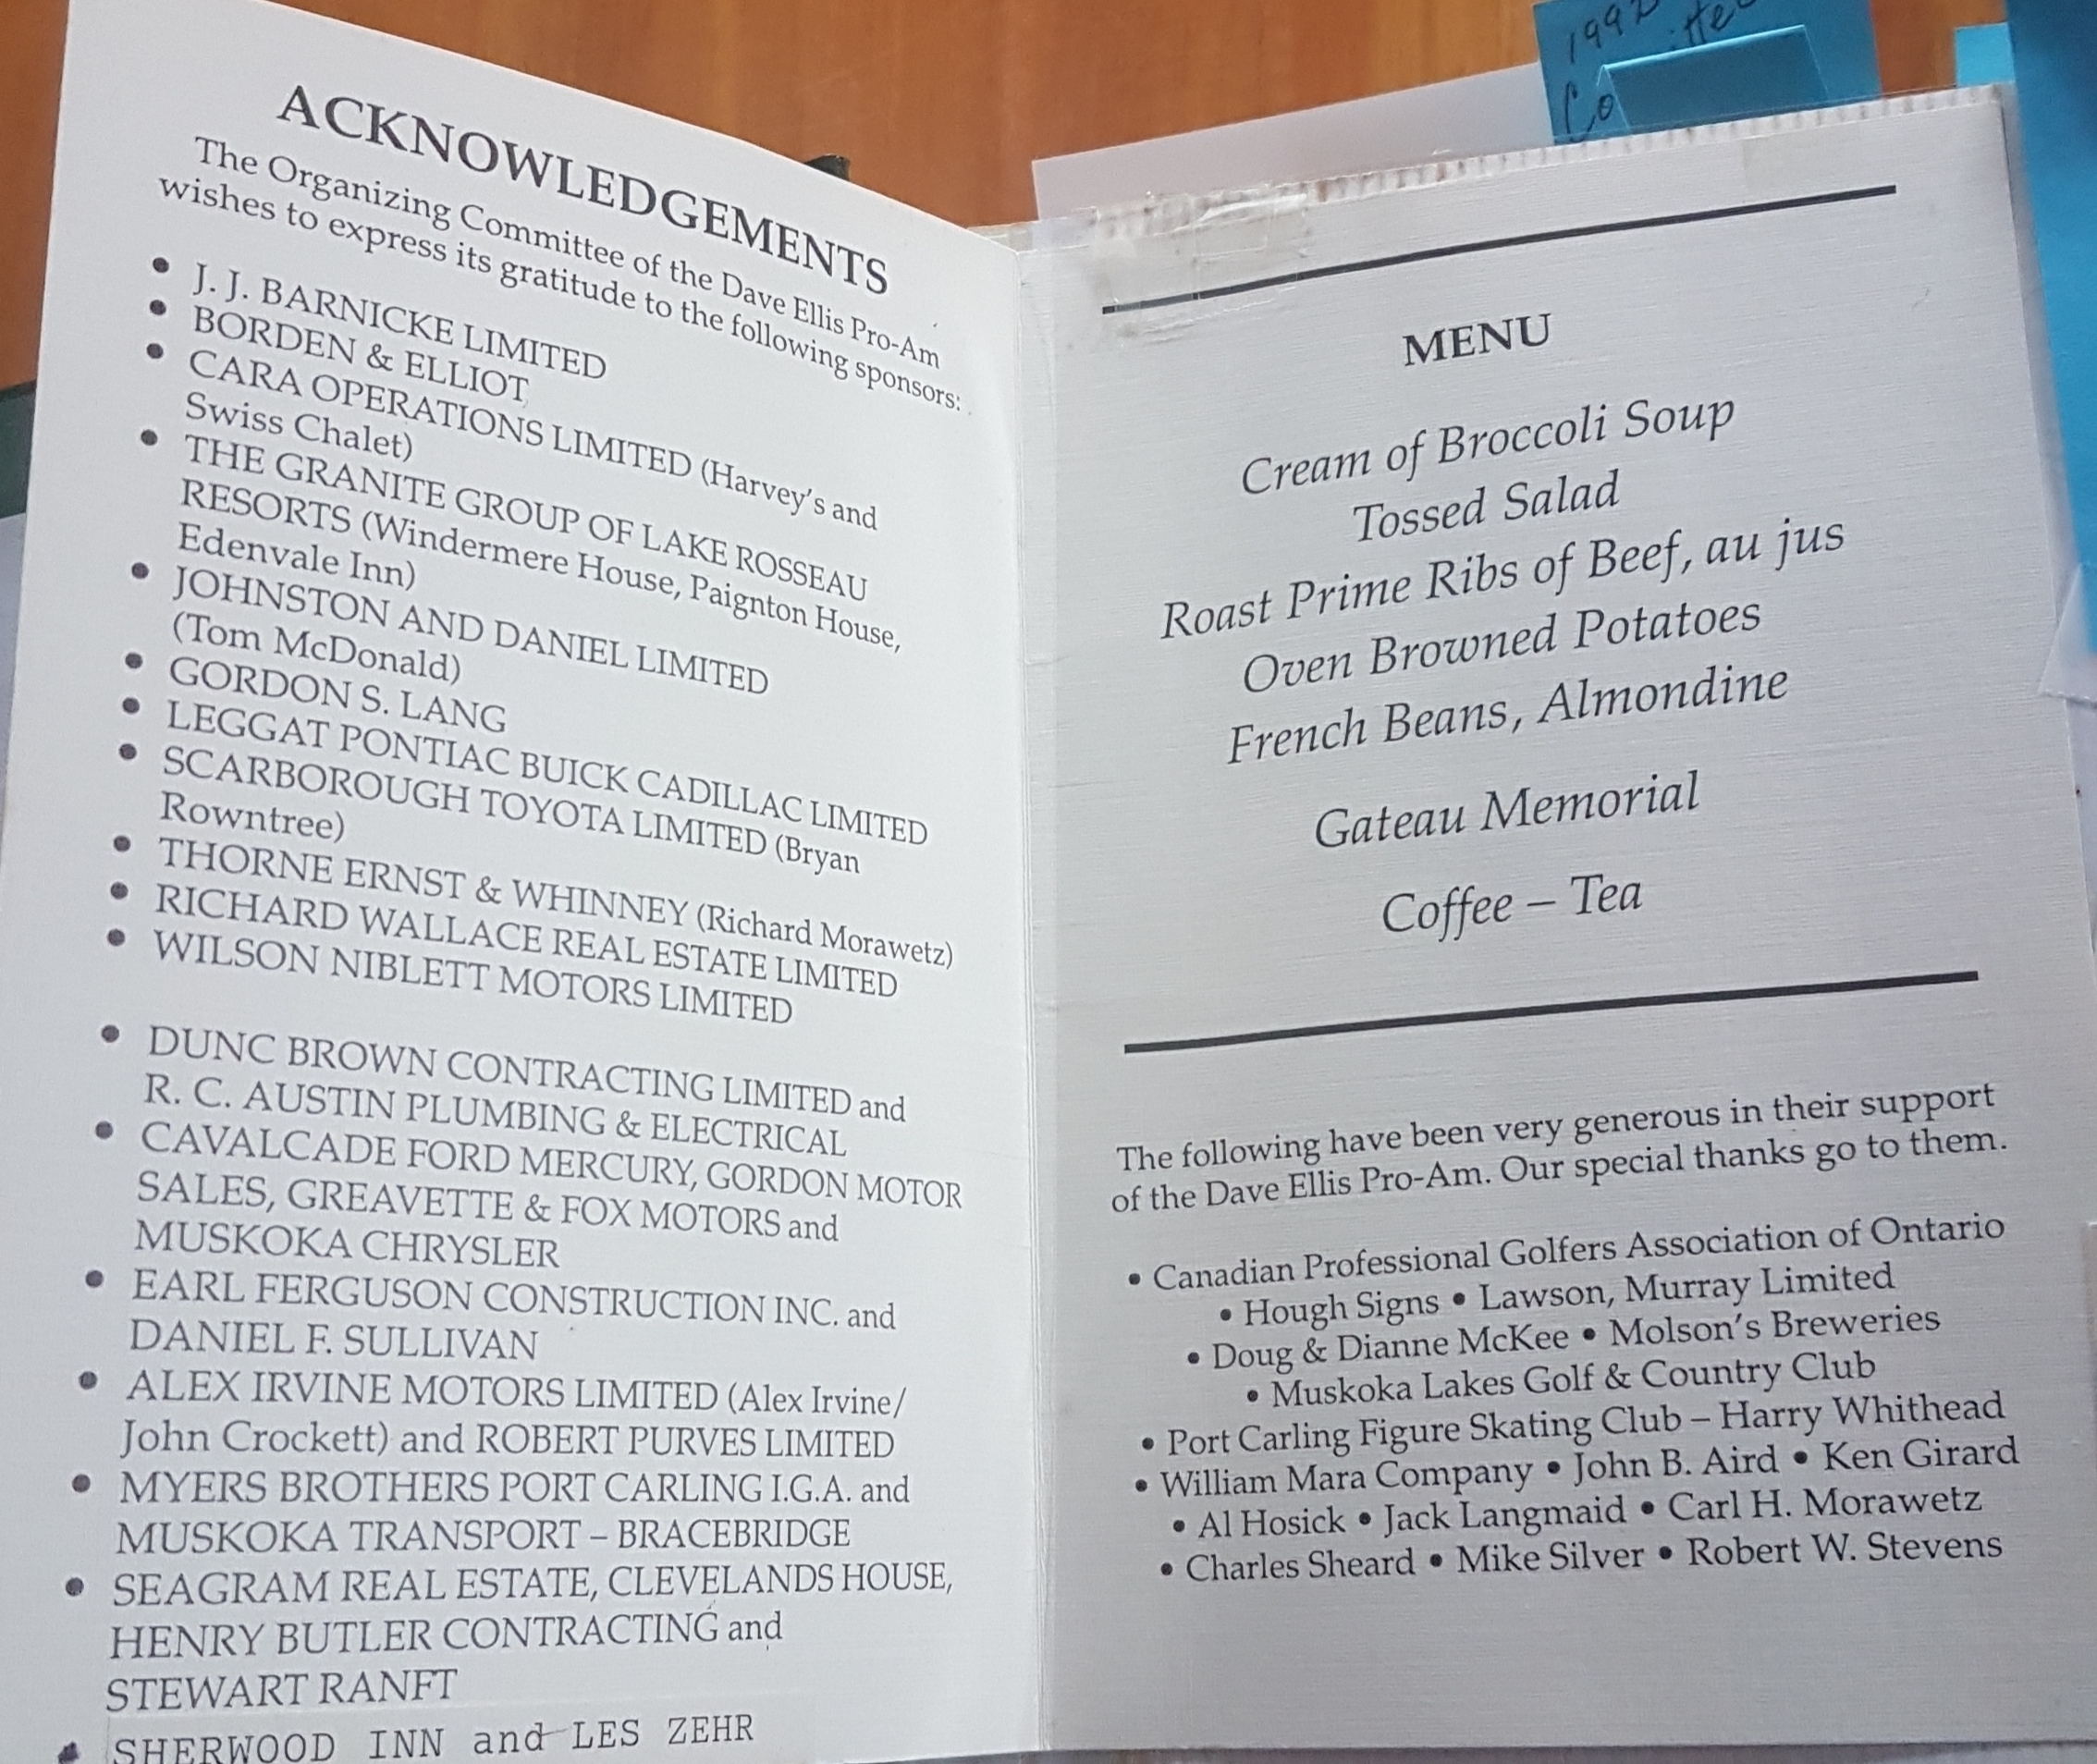 ACKNOWLEDGEMENTS
The Organizing Committee of the Dave Ellis Pro-Am
wishes to express its gratitude to the following sponsors:
• J. J. BARNICKE LIMITED
• BORDEN & ELLIOT
• CARA OPERATIONS LIMITED (Harvey's and
Swiss Chalet)
• THE GRANITE GROUP OF LAKE ROSSEAU
RESORTS (Windermere House, Paignton House,
Edenvale Inn)
• JOHNSTON AND DANIEL LIMITED
(Tom McDonald)
• GORDON S. LANG
• LEGGAT PONTIAC BUICK CADILLAC LIMITED
• SCARBOROUGH TOYOTA LIMITED (Bryan
Rowntree)
• THORNE ERNST & WHINNEY (Richard Morawetz)
• RICHARD WALLACE REAL ESTATE LIMITED
• WILSON NIBLETT MOTORS LIMITED
• DUNC BROWN CONTRACTING LIMITED and
R. C. AUSTIN PLUMBING & ELECTRICAL
• CAVALCADE FORD MERCURY, GORDON MOTOR
SALES, GREAVETTE & FOX MOTORS and
MUSKOKA CHRYSLER
• EARL FERGUSON CONSTRUCTION INC. and
DANIEL F. SULLIVAN
• ALEX IRVINE MOTORS LIMITED (Alex Irvine/
John Crockett) and ROBERT PURVES LIMITED
• MYERS BROTHERS PORT CARLING I.G.A. and
MUSKOKA TRANSPORT – BRACEBRIDGE
• SEAGRAM REAL ESTATE, CLEVELANDS HOUSE,
HENRY BUTLER CONTRACTING and
STEWART RANFT
• SHERWOOD INN and LES ZEHR
1992
MENU
Cream of Broccoli Soup
Tossed Salad
Roast Prime Ribs of Beef, au jus
Oven Browned Potatoes
French Beans, Almondine
Gateau Memorial
Coffee – Tea
The following have been very generous in their support
of the Dave Ellis Pro-Am. Our special thanks go to them.
• Canadian Professional Golfers Association of Ontario
• Hough Signs • Lawson, Murray Limited
• Doug & Dianne McKee • Molson's Breweries
• Muskoka Lakes Golf & Country Club
• Port Carling Figure Skating Club – Harry Whithead
• William Mara Company • John B. Aird • Ken Girard
• Al Hosick • Jack Langmaid • Carl H. Morawetz
• Charles Sheard • Mike Silver • Robert W. Stevens